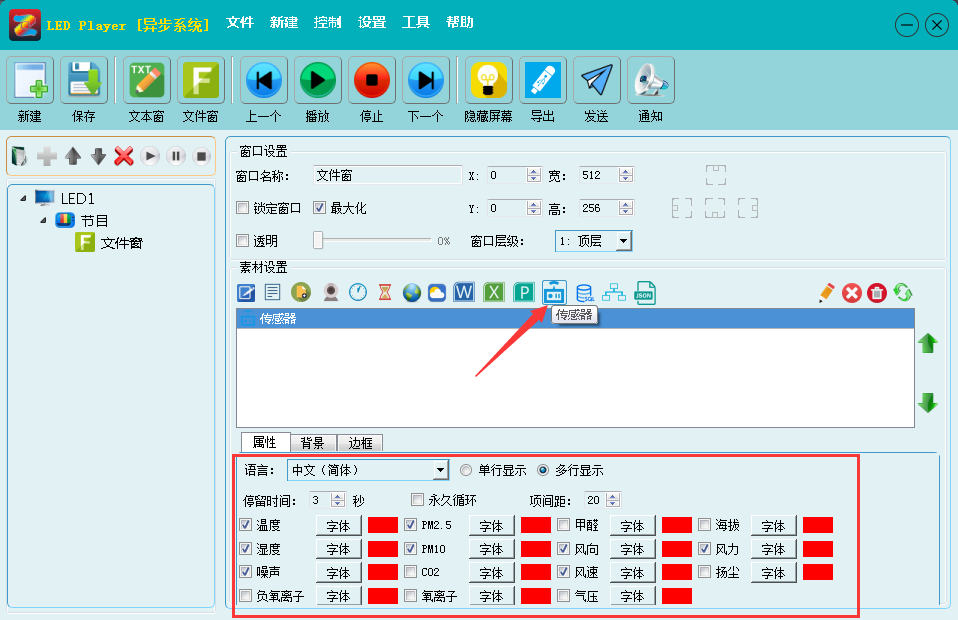 LED Player [异步系统] 文件 新建 控制 设置 工具 帮助
新建 保存 文本窗 文件窗 上一个 播放 停止 下一个 隐藏屏幕 导出 发送 通知
TXT F
LED1
节目
F 文件窗
窗口设置
窗口名称: 文件窗 X: 0 宽: 512
锁定窗口 最大化 Y: 0 高: 256
透明 0% 窗口层级: 1: 顶层
素材设置
W X P SQL JSON
传感器
传感器
属性 背景 边框
语言: 中文（简体） 单行显示 多行显示
停留时间: 3 秒 永久循环 项间距: 20
温度 字体 PM2.5 字体 甲醛 字体 海拔 字体
湿度 字体 PM10 字体 风向 字体 风力 字体
噪声 字体 CO2 字体 风速 字体 扬尘 字体
负氧离子 字体 氧离子 字体 气压 字体